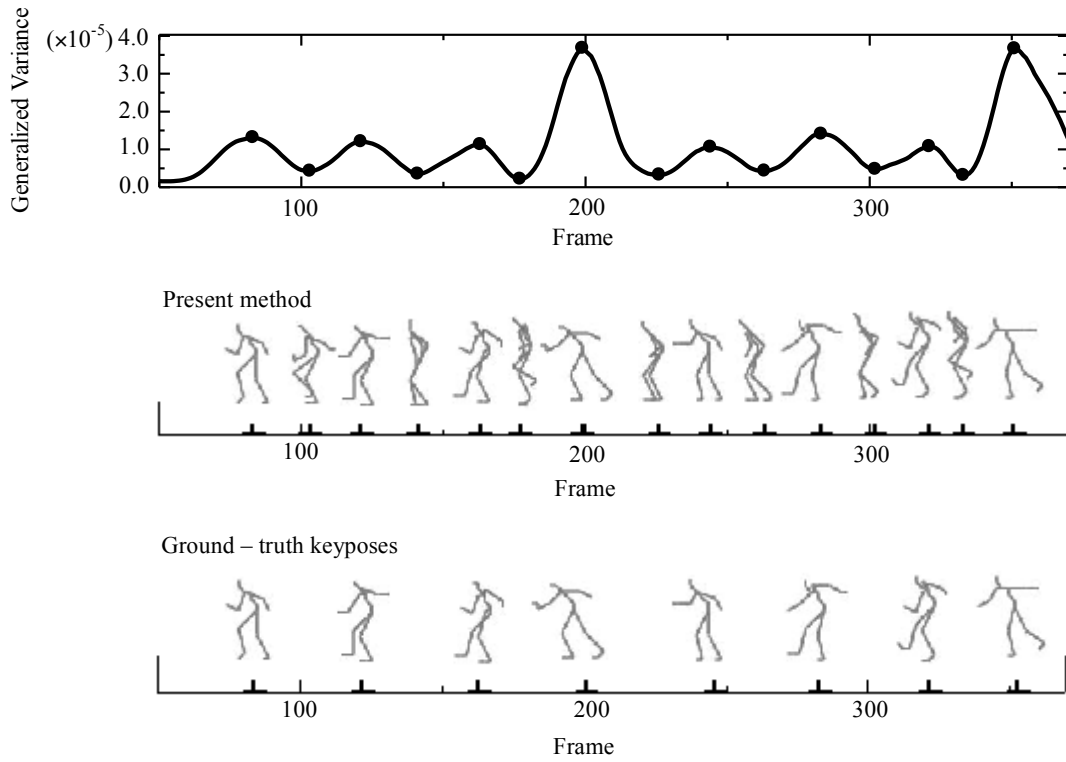 Generalized Variance
(×10-5)
4.0
3.0
2.0
1.0
0.0
100
200
300
Frame
Present method
100
200
300
Frame
Ground – truth keyposes
100
200
300
Frame